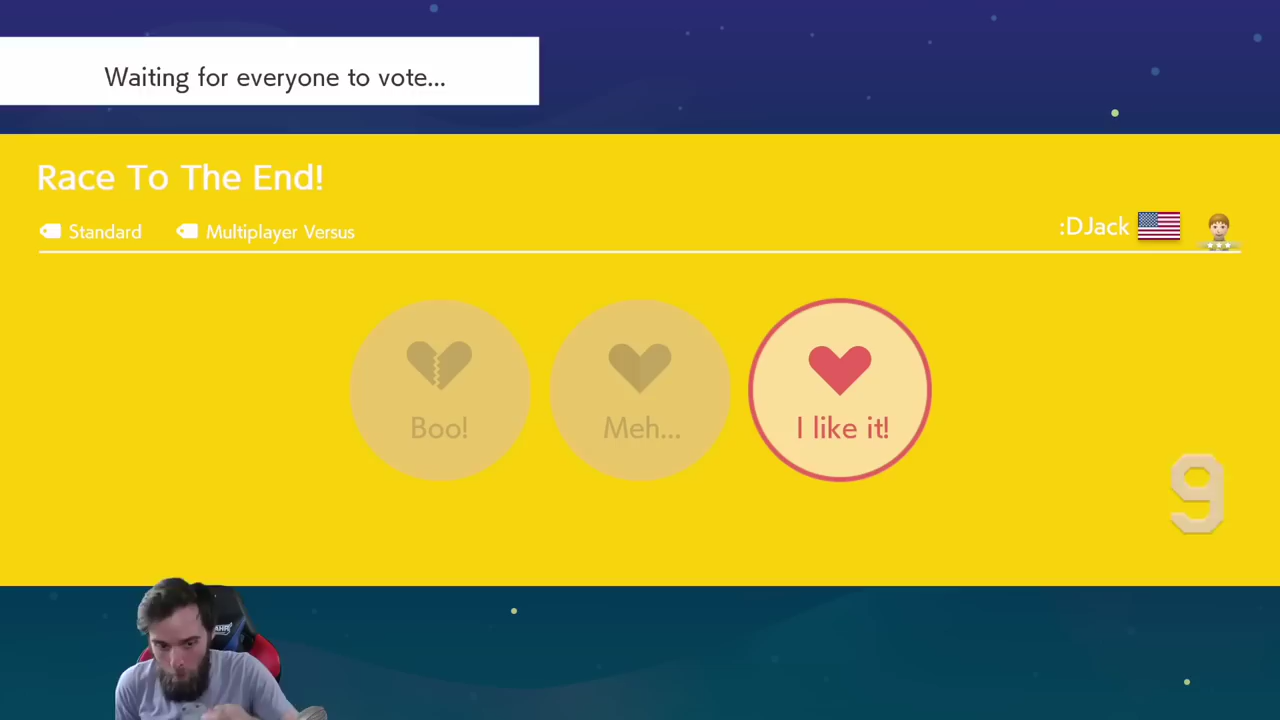 Waiting for everyone to vote...
Race To The End!
Standard Multiplayer Versus
:DJack
Boo! Meh... I like it!
9